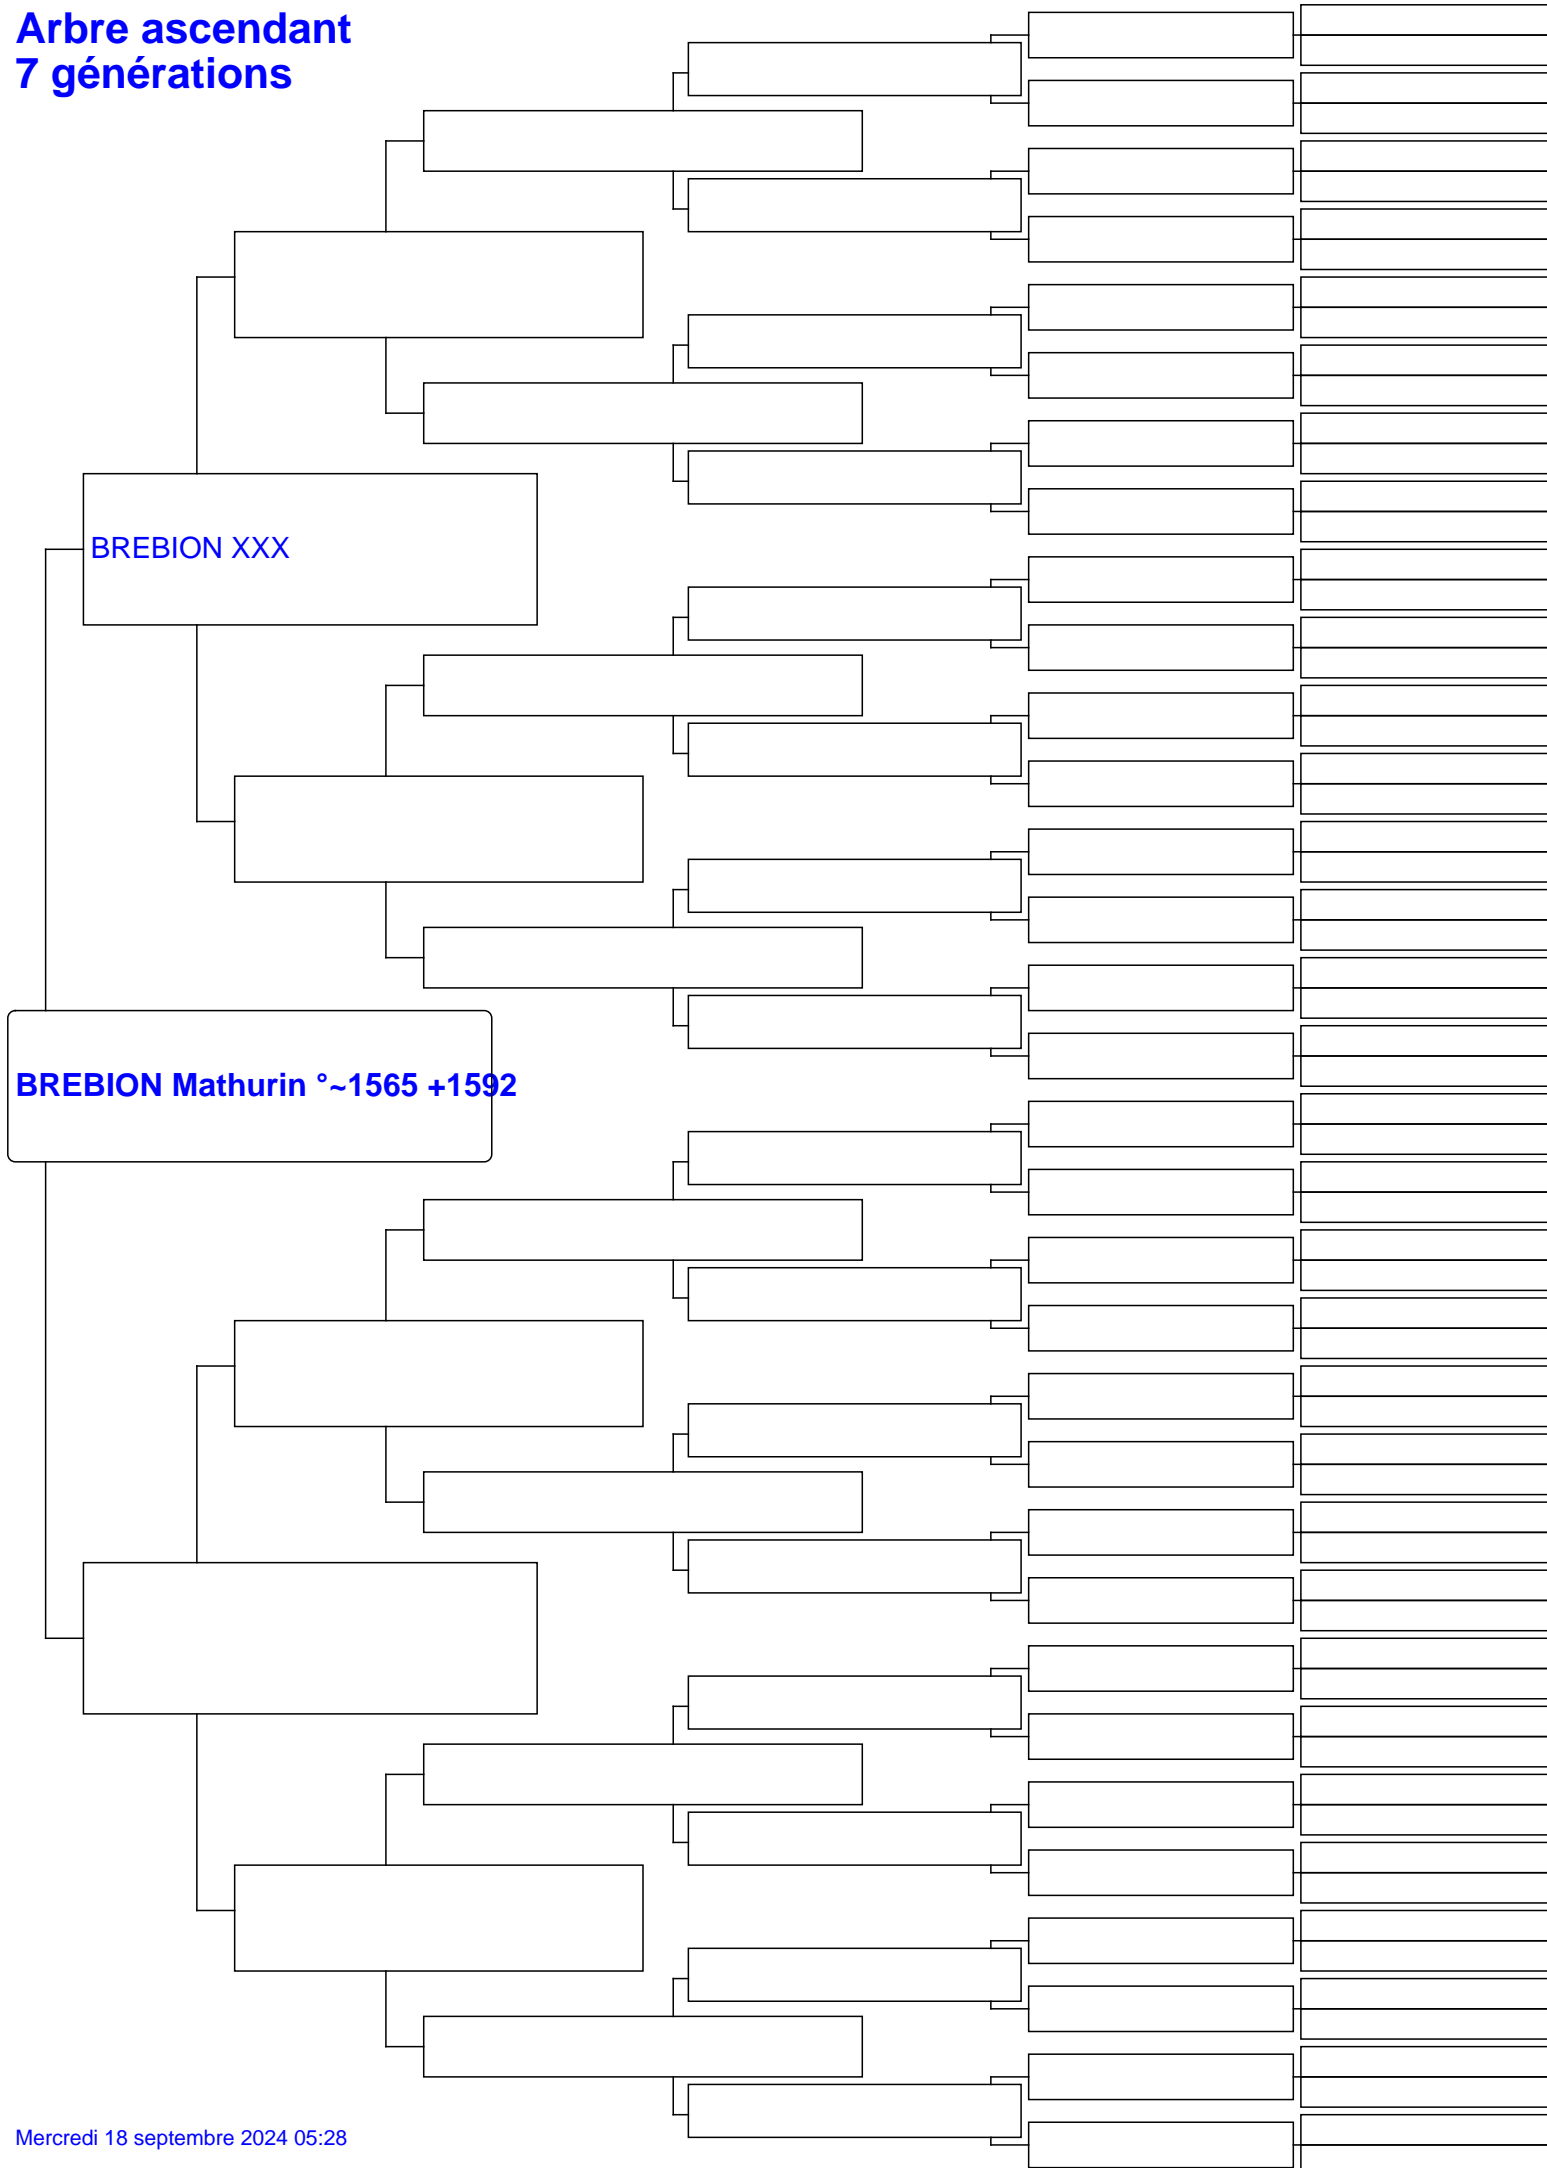 Arbre ascendant
7 générations
BREBION XXX
BREBION Mathurin °~1565 +1592
Mercredi 18 septembre 2024 05:28